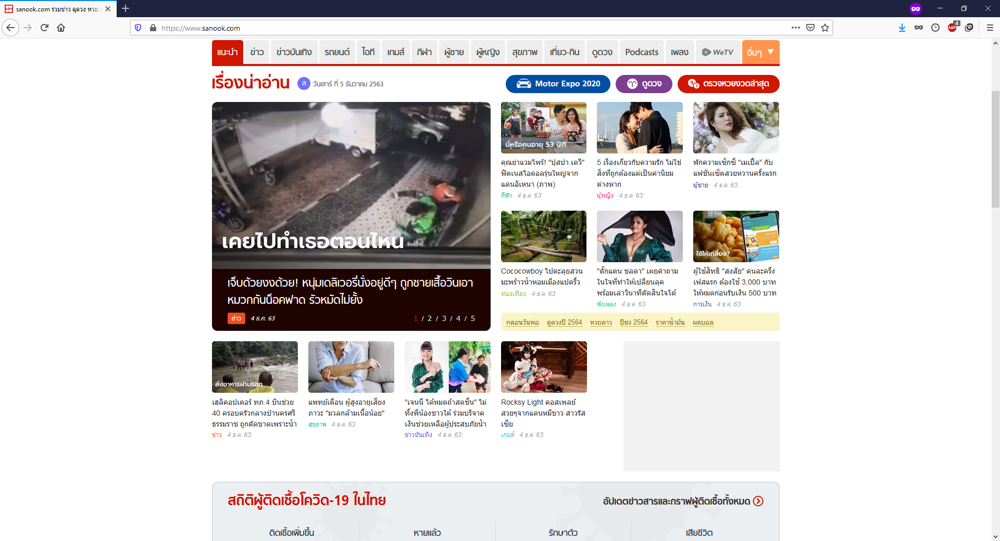 sanook.com รวมข่าว ดูดวง หวย
https://www.sanook.com
ABP 4
แนะนำ ข่าว ข่าวบันเทิง รถยนต์ ไอที เกมส์ กีฬา ผู้ชาย ผู้หญิง สุขภาพ เที่ยว-กิน ดูดวง Podcasts เพลง WeTV อื่นๆ
เรื่องน่าอ่าน ส วันเสาร์ ที่ 5 ธันวาคม 2563
Motor Expo 2020 ดูดวง ตรวจหวยงวดล่าสุด
เคยไปทำเธอตอนไหน
เจ็บด้วยงงด้วย! หนุ่มเดลิเวอรี่นั่งอยู่ดีๆ ถูกชายเสื้อวินเอา
หมวกกันน็อคฟาด รัวหมัดไม่ยั้ง
ข่าว 4 ธ.ค. 63 1 / 2 / 3 / 4 / 5
นี่หรือคนอายุ 53 ปี?!
คุณย่าแวมไพร์! "ปุสปา เดวี"
ฟิตเนสไอดอลรุ่นใหญ่จาก
แดนอิเหนา (ภาพ)
กีฬา 4 ธ.ค. 63
5 เรื่องเกี่ยวกับความรัก ไม่ใช่
สิ่งที่ถูกต้องแต่เป็นค่านิยม
ต่างหาก
ผู้หญิง 4 ธ.ค. 63
พักความเซ็กซี่ "เมเปิ้ล" กับ
แฟชั่นเซ็ตสวยหวานครั้งแรก
ผู้ชาย 4 ธ.ค. 63
Cococowboy ไปตะลุยสวน
มะพร้าวน้ำหอมเมืองแปดริ้ว
ท่องเที่ยว 4 ธ.ค. 63
"ตั๊กแตน ชลดา" เผยคำถาม
ในใจที่ทำให้เปลี่ยนลุค
พร้อมเล่าวินาทีตัดสินใจโต้
ฟังเพลง 4 ธ.ค. 63
ใช้ให้เกลี้ยง?
ผู้ใช้สิทธิ "สงสัย" คนละครึ่ง
เฟสแรก ต้องใช้ 3,000 บาท
ให้หมดก่อนรับเงิน 500 บาท
การเงิน 4 ธ.ค. 63
กลอนวันพ่อ ดูดวงปี 2564 หวยลาว ปีชง 2564 ราคาน้ำมัน ผลบอล
ส่งอาหารผ่านรอก
เฮลิคอปเตอร์ ทภ.4 บินช่วย
40 ครอบครัวกลางป่านครศรี
ธรรมราช ถูกตัดขาดเพราะน้ำ
ข่าว 4 ธ.ค. 63
แพทย์เตือน ผู้สูงอายุเสี่ยง
ภาวะ "มวลกล้ามเนื้อน้อย"
สุขภาพ 4 ธ.ค. 63
"เจนนี่ ได้หมดถ้าสดชื่น" ไม่
ทิ้งพี่น้องชาวใต้ ร่วมบริจาค
เงินช่วยเหลือผู้ประสบภัยน้ำ
ข่าวบันเทิง 4 ธ.ค. 63
Rocksy Light คอสเพลย์
สวยๆจากแดนหมีขาว สาวรัส
เซีย
เกมส์ 4 ธ.ค. 63
สถิติผู้ติดเชื้อโควิด-19 ในไทย
อัปเดตข่าวสารและกราฟผู้ติดเชื้อทั้งหมด
ติดเชื้อเพิ่มขึ้น หายแล้ว รักษาตัว เสียชีวิต